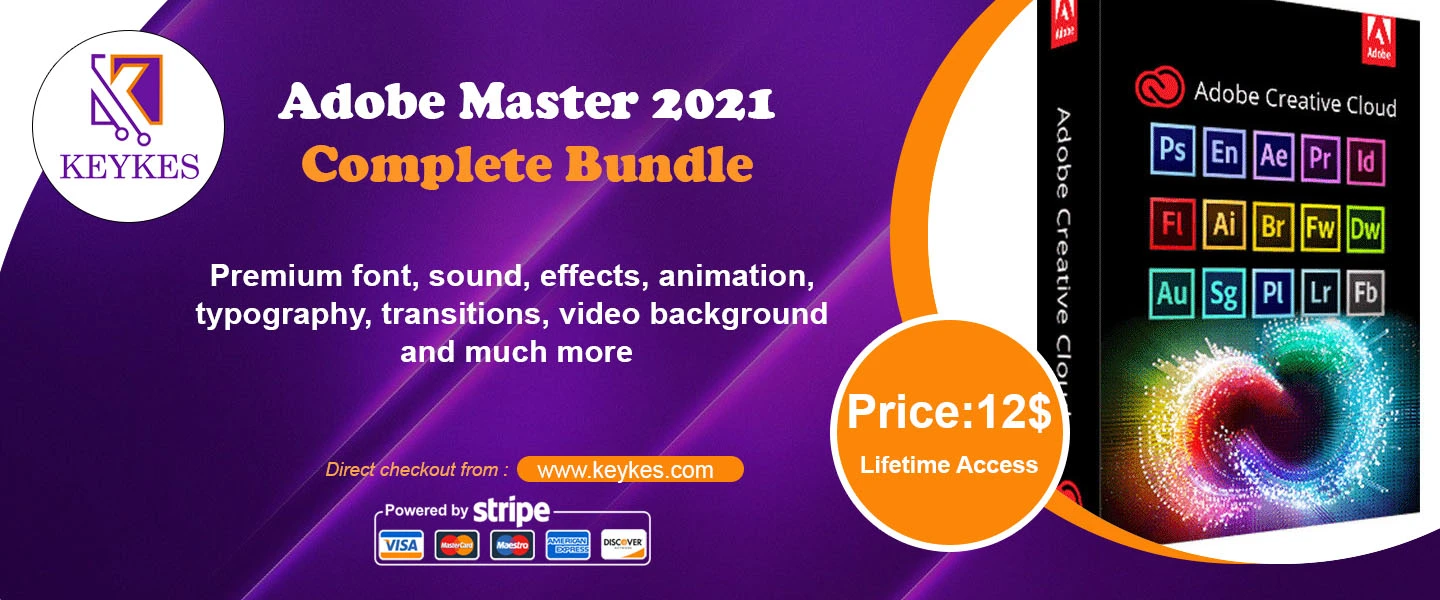 KEYKES
Adobe Master 2021
Complete Bundle
Premium font, sound, effects, animation,
typography, transitions, video background
and much more
Direct checkout from : www.keykes.com
Powered by stripe
VISA MasterCard Maestro AMERICAN EXPRESS DISCOVER
Price:12$
Lifetime Access
Adobe
Adobe
Adobe Creative Cloud
Adobe Creative Cloud
Ps En Ae Pr Id
Fl Ai Br Fw Dw
Au Sg Pl Lr Fb